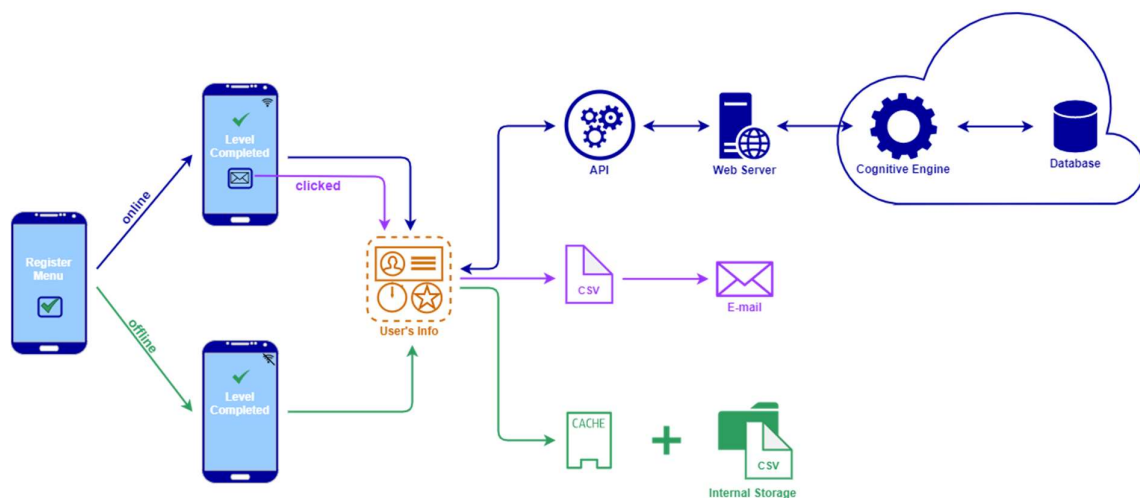 Level
Completed
API
Web Server
Cognitive Engine
Database
clicked
online
Register
Menu
CSV
E-mail
User's Info
offline
Level
Completed
CACHE
CSV
Internal Storage